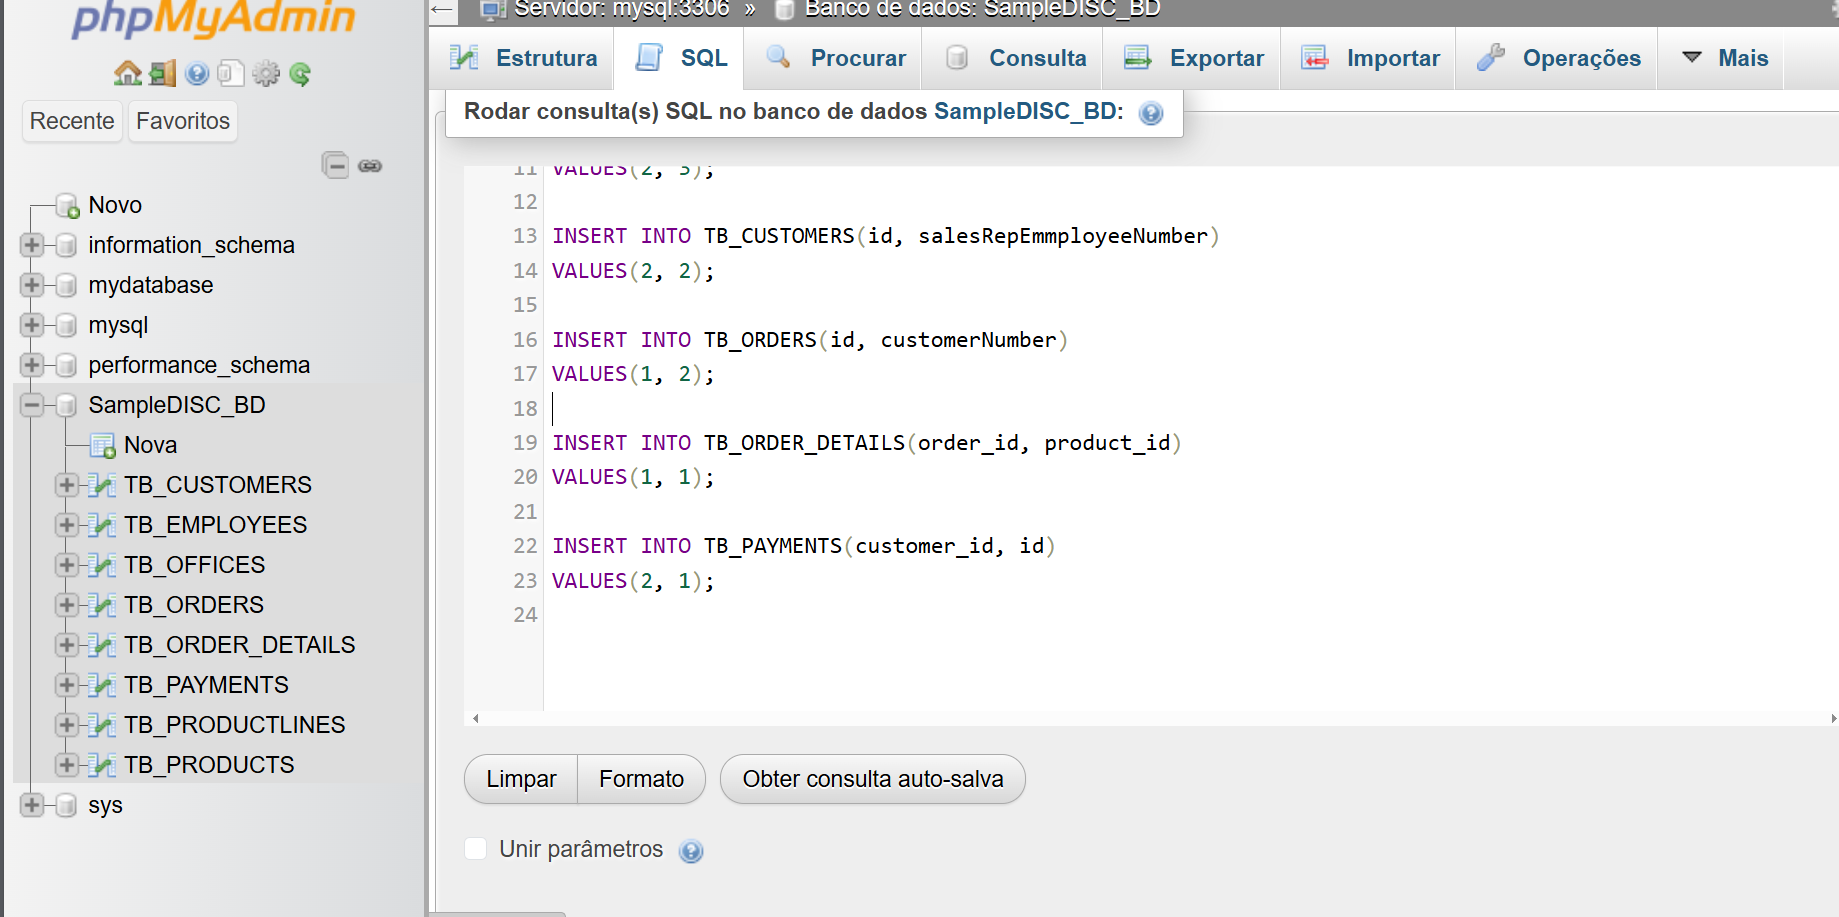 phpMyAdmin
Recente Favoritos
Novo
information_schema
mydatabase
mysql
performance_schema
SampleDISC_BD
Nova
TB_CUSTOMERS
TB_EMPLOYEES
TB_OFFICES
TB_ORDERS
TB_ORDER_DETAILS
TB_PAYMENTS
TB_PRODUCTLINES
TB_PRODUCTS
sys
← Servidor: mysql:3306 » Banco de dados: SampleDISC_BD
Estrutura SQL Procurar Consulta Exportar Importar Operações Mais
Rodar consulta(s) SQL no banco de dados SampleDISC_BD:
11 VALUES(2, 3);
12
13 INSERT INTO TB_CUSTOMERS(id, salesRepEmmployeeNumber)
14 VALUES(2, 2);
15
16 INSERT INTO TB_ORDERS(id, customerNumber)
17 VALUES(1, 2);
18
19 INSERT INTO TB_ORDER_DETAILS(order_id, product_id)
20 VALUES(1, 1);
21
22 INSERT INTO TB_PAYMENTS(customer_id, id)
23 VALUES(2, 1);
24
Limpar Formato Obter consulta auto-salva
Unir parâmetros